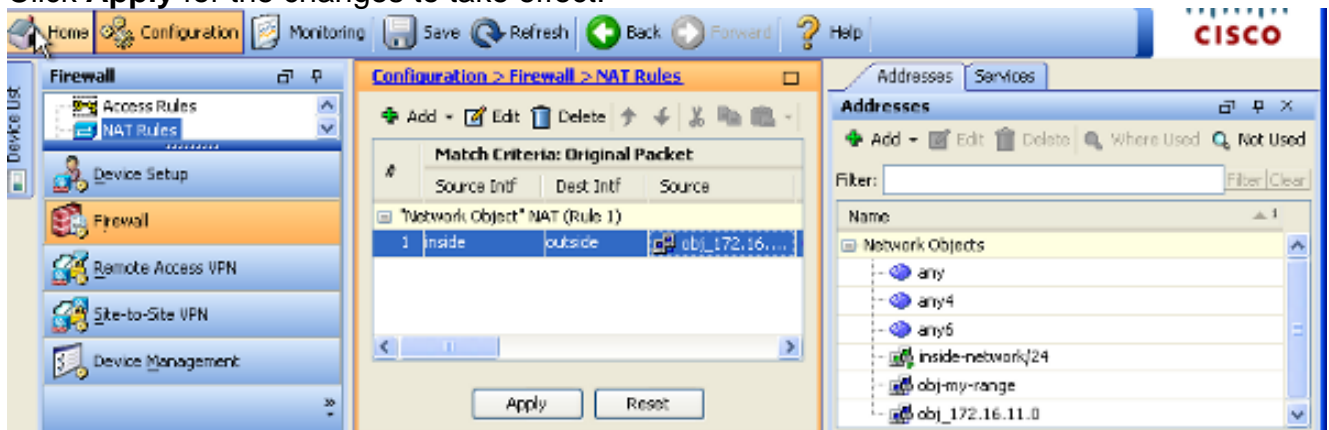 Click Apply for the changes to take effect.
Home Configuration Monitoring Save Refresh Back Forward Help
CISCO
Device List
Firewall
Access Rules
NAT Rules
Device Setup
Firewall
Remote Access VPN
Site-to-Site VPN
Device Management
Configuration > Firewall > NAT Rules
Add Edit Delete
# Match Criteria: Original Packet
Source Intf Dest Intf Source
"Network Object" NAT (Rule 1)
1 inside outside obj_172.16....
Apply Reset
Addresses Services
Addresses
Add Edit Delete Where Used Not Used
Filter: Filter Clear
Name 1
Network Objects
any
any4
any6
inside-network/24
obj-my-range
obj_172.16.11.0